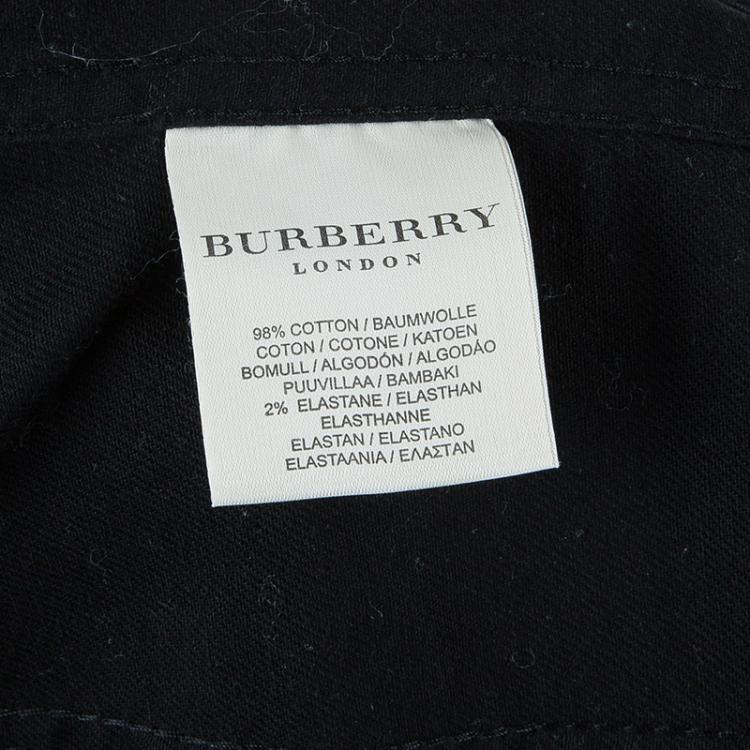 BURBERRY
LONDON
98% COTTON / BAUMWOLLE
COTON / COTONE / KATOEN
BOMULL / ALGODÓN / ALGODÃO
PUUVILLAA / BAMBAKI
2% ELASTANE / ELASTHAN
ELASTHANNE
ELASTAN / ELASTANO
ELASTAANIA / ΕΛΑΣΤΑΝ